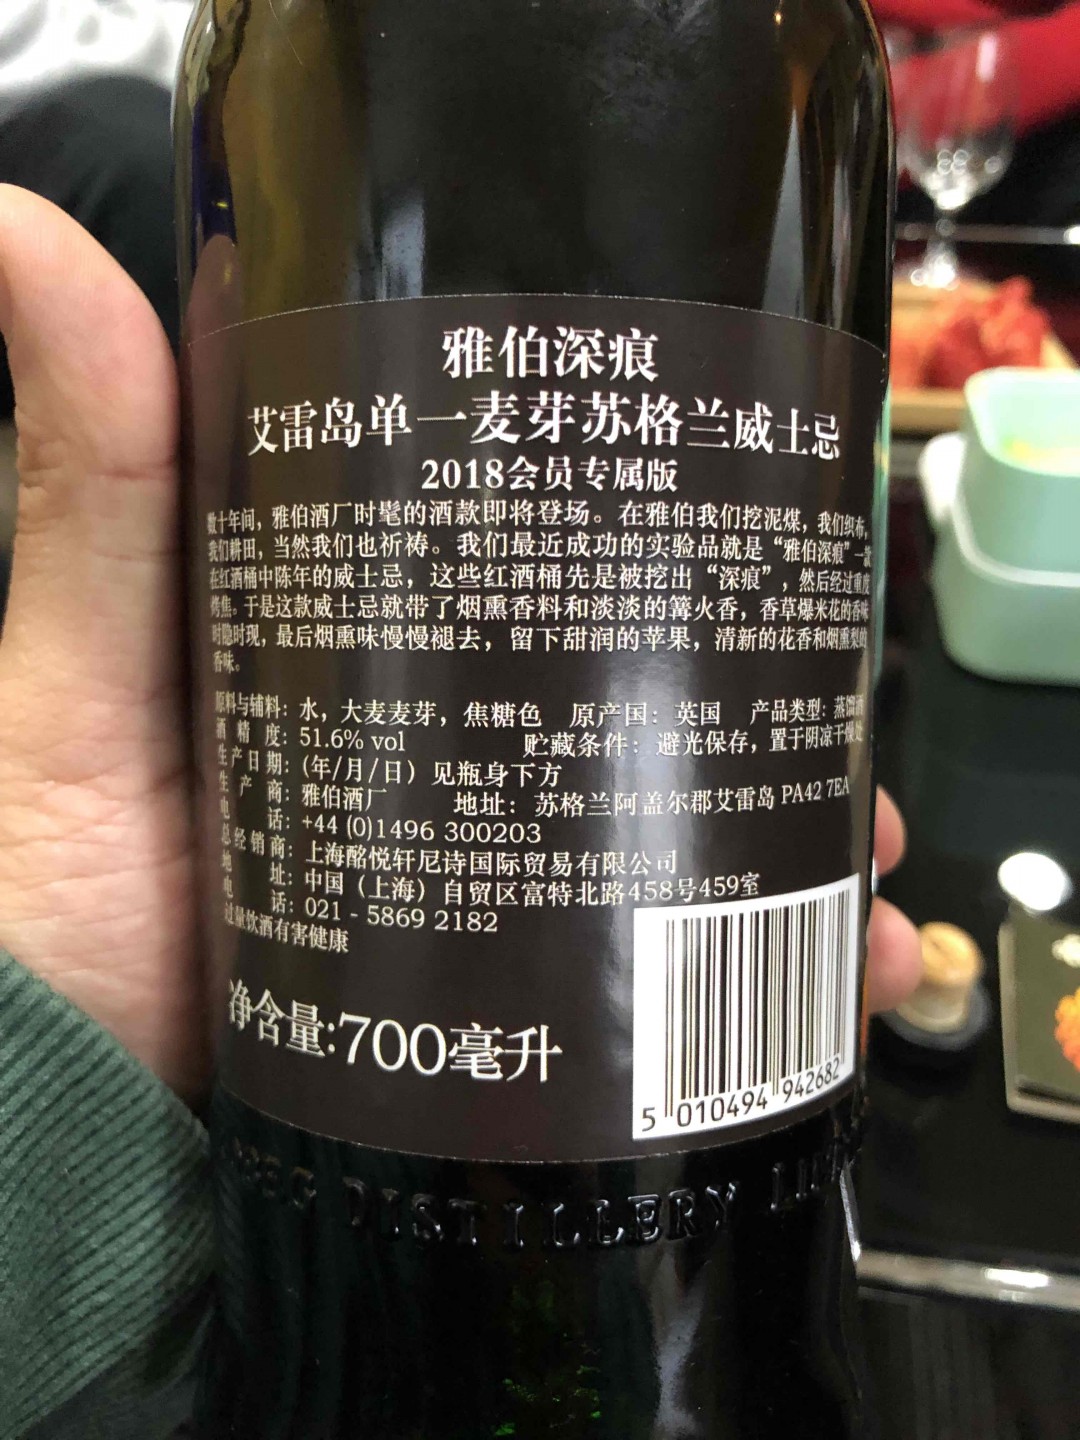 雅伯深痕
艾雷岛单一麦芽苏格兰威士忌
2018会员专属版
数十年间，雅伯酒厂时髦的酒款即将登场。在雅伯我们挖泥煤，我们织布，
我们耕田，当然我们也祈祷。我们最近成功的实验品就是“雅伯深痕”一款
在红酒桶中陈年的威士忌，这些红酒桶先是被挖出“深痕”，然后经过重度
烤焦。于是这款威士忌就带了烟熏香料和淡淡的篝火香，香草爆米花的香味
时隐时现，最后烟熏味慢慢褪去，留下甜润的苹果，清新的花香和烟熏梨的
香味。
原料与辅料：水，大麦麦芽，焦糖色 原产国：英国 产品类型：蒸馏酒
酒精度：51.6% vol 贮藏条件：避光保存，置于阴凉干燥处
生产日期：(年/月/日）见瓶身下方
生产商：雅伯酒厂 地址：苏格兰阿盖尔郡艾雷岛 PA42 7EA
电话：+44 (0)1496 300203
总经销商：上海酩悦轩尼诗国际贸易有限公司
地址：中国（上海）自贸区富特北路458号459室
电话：021 - 5869 2182
过量饮酒有害健康
净含量:700毫升
5 010494 942682
DISTILLERY